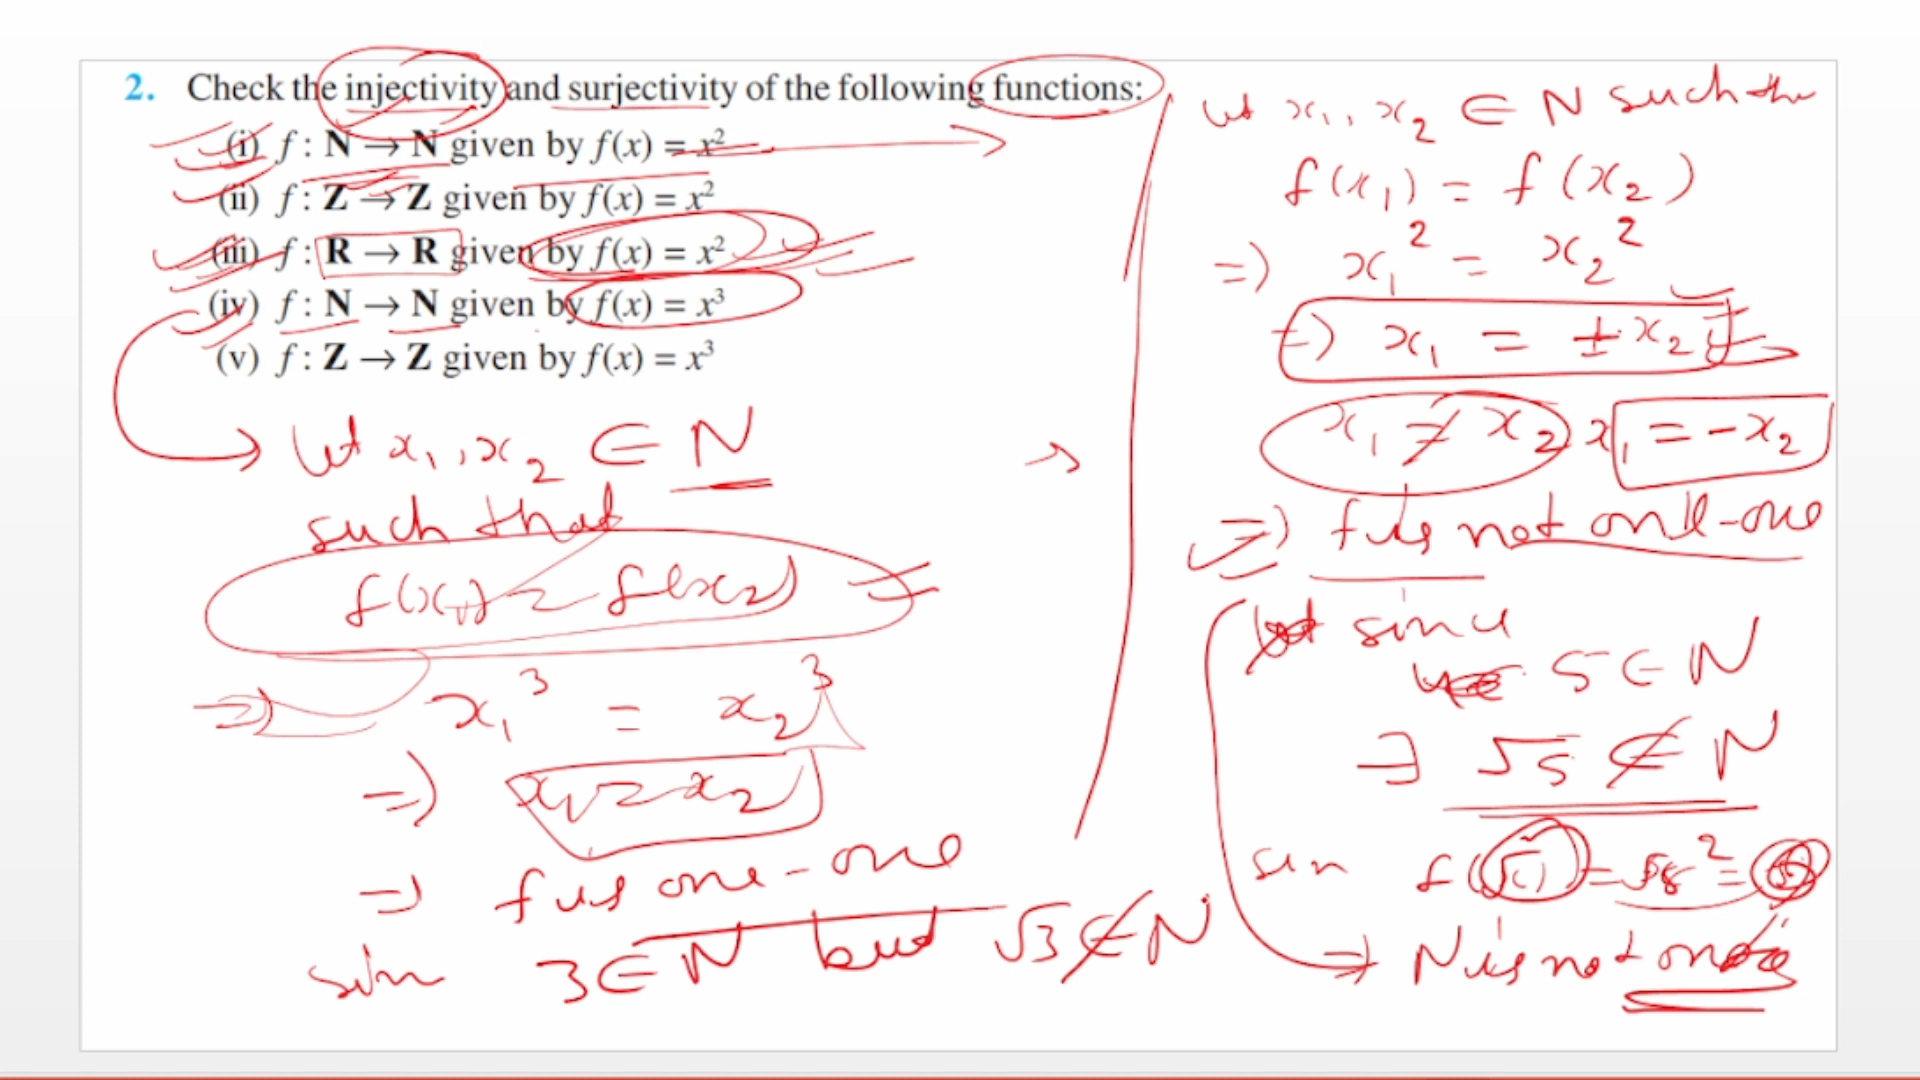 2. Check the injectivity and surjectivity of the following functions:
(i) f : N → N given by f(x) = x²
(ii) f : Z → Z given by f(x) = x²
(iii) f : R → R given by f(x) = x²
(iv) f : N → N given by f(x) = x³
(v) f : Z → Z given by f(x) = x³
→ let x₁, x₂ ∈ N
such that
f(x₁) = f(x₂)
=) x₁³ = x₂³
=) x₁ = x₂
=) f is one-one
3 ∈ N but √3 ∉ N
let x₁, x₂ ∈ N such
f(x₁) = f(x₂)
=) x₁² = x₂²
=) x₁ = ± x₂
x₁ ≠ x₂ x₁ = -x₂
=) f is not one-one
since
5 ∈ N
=) √5 ∉ N
f(√5) = √5² = 5
=) N is not